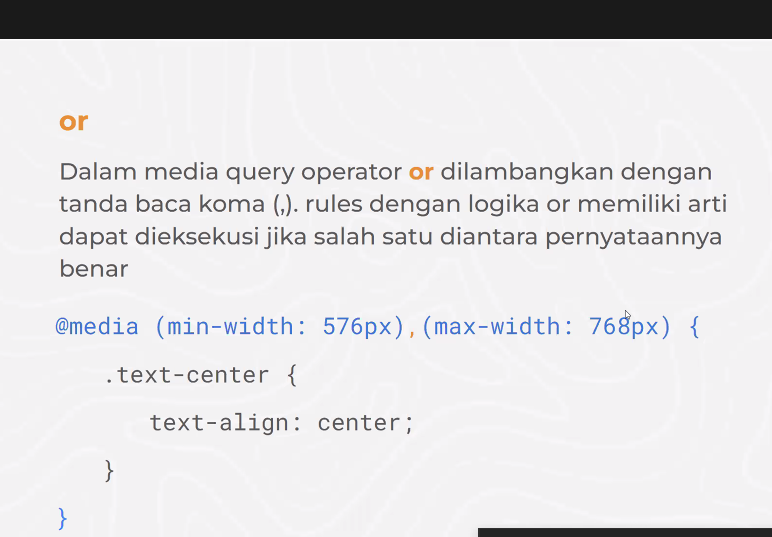 or
Dalam media query operator or dilambangkan dengan
tanda baca koma (,). rules dengan logika or memiliki arti
dapat dieksekusi jika salah satu diantara pernyataannya
benar
@media (min-width: 576px),(max-width: 768px) {
.text-center {
text-align: center;
}
}